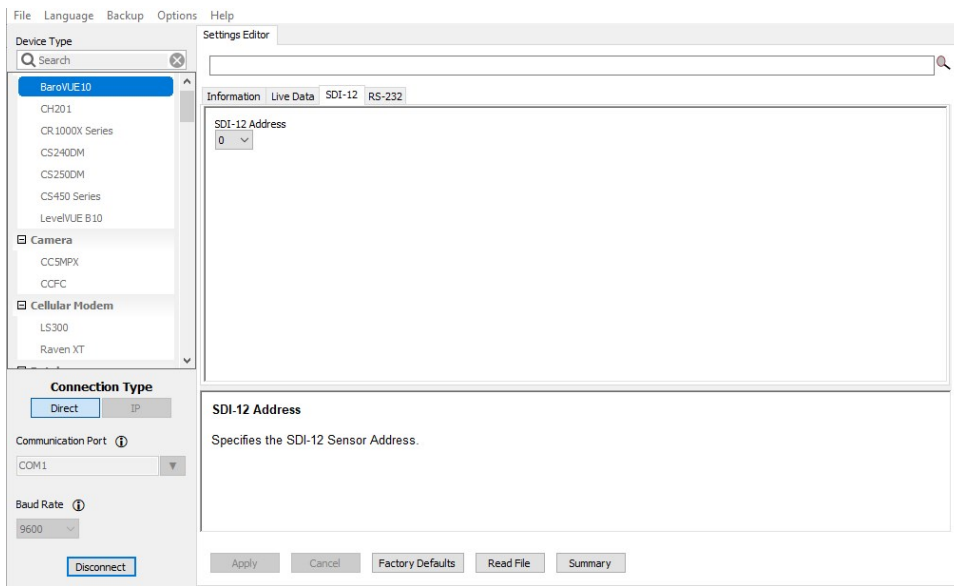 File Language Backup Options Help
Device Type
Search
BaroVUE10
CH201
CR1000X Series
CS240DM
CS250DM
CS450 Series
LevelVUE B10
Camera
CC5MPX
CCFC
Cellular Modem
LS300
Raven XT
Connection Type
Direct IP
Communication Port
COM1
Baud Rate
9600
Disconnect
Settings Editor
Information Live Data SDI-12 RS-232
SDI-12 Address
0
SDI-12 Address
Specifies the SDI-12 Sensor Address.
Apply Cancel Factory Defaults Read File Summary